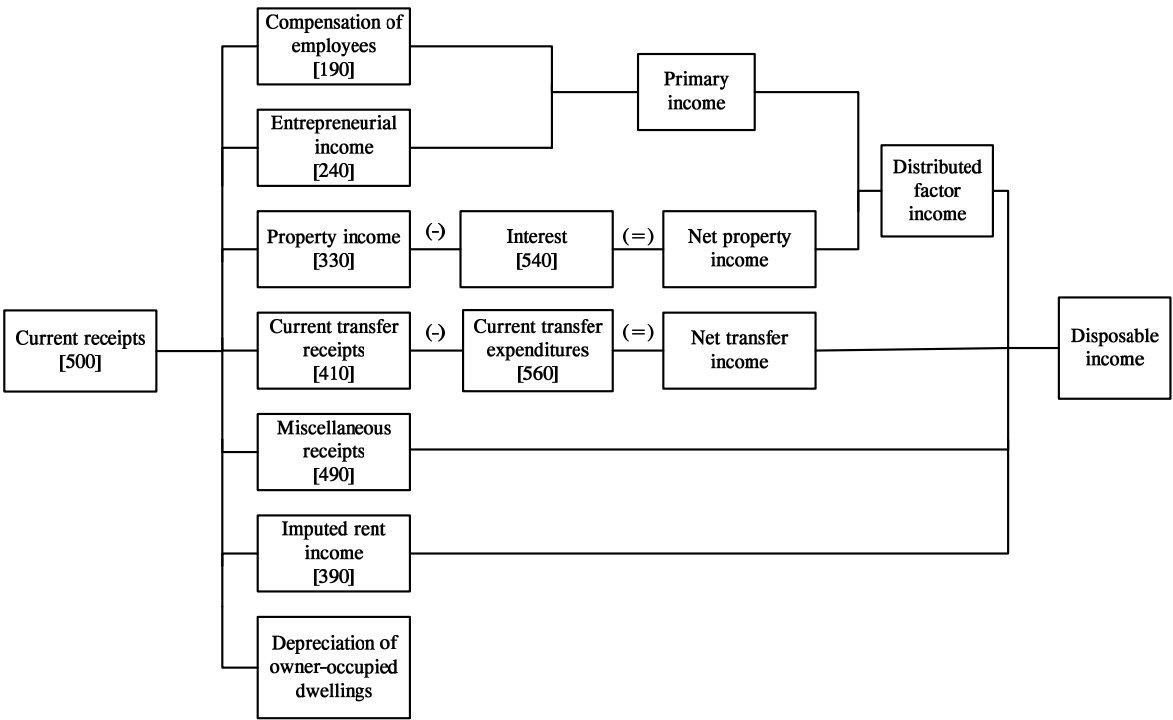 Compensation of
employees
[190]
Primary
income
Entrepreneurial
income
[240]
Distributed
factor
income
Property income
[330]
(-)
Interest
[540]
(=)
Net property
income
Current receipts
[500]
Current transfer
receipts
[410]
(-)
Current transfer
expenditures
[560]
(=)
Net transfer
income
Disposable
income
Miscellaneous
receipts
[490]
Imputed rent
income
[390]
Depreciation of
owner-occupied
dwellings